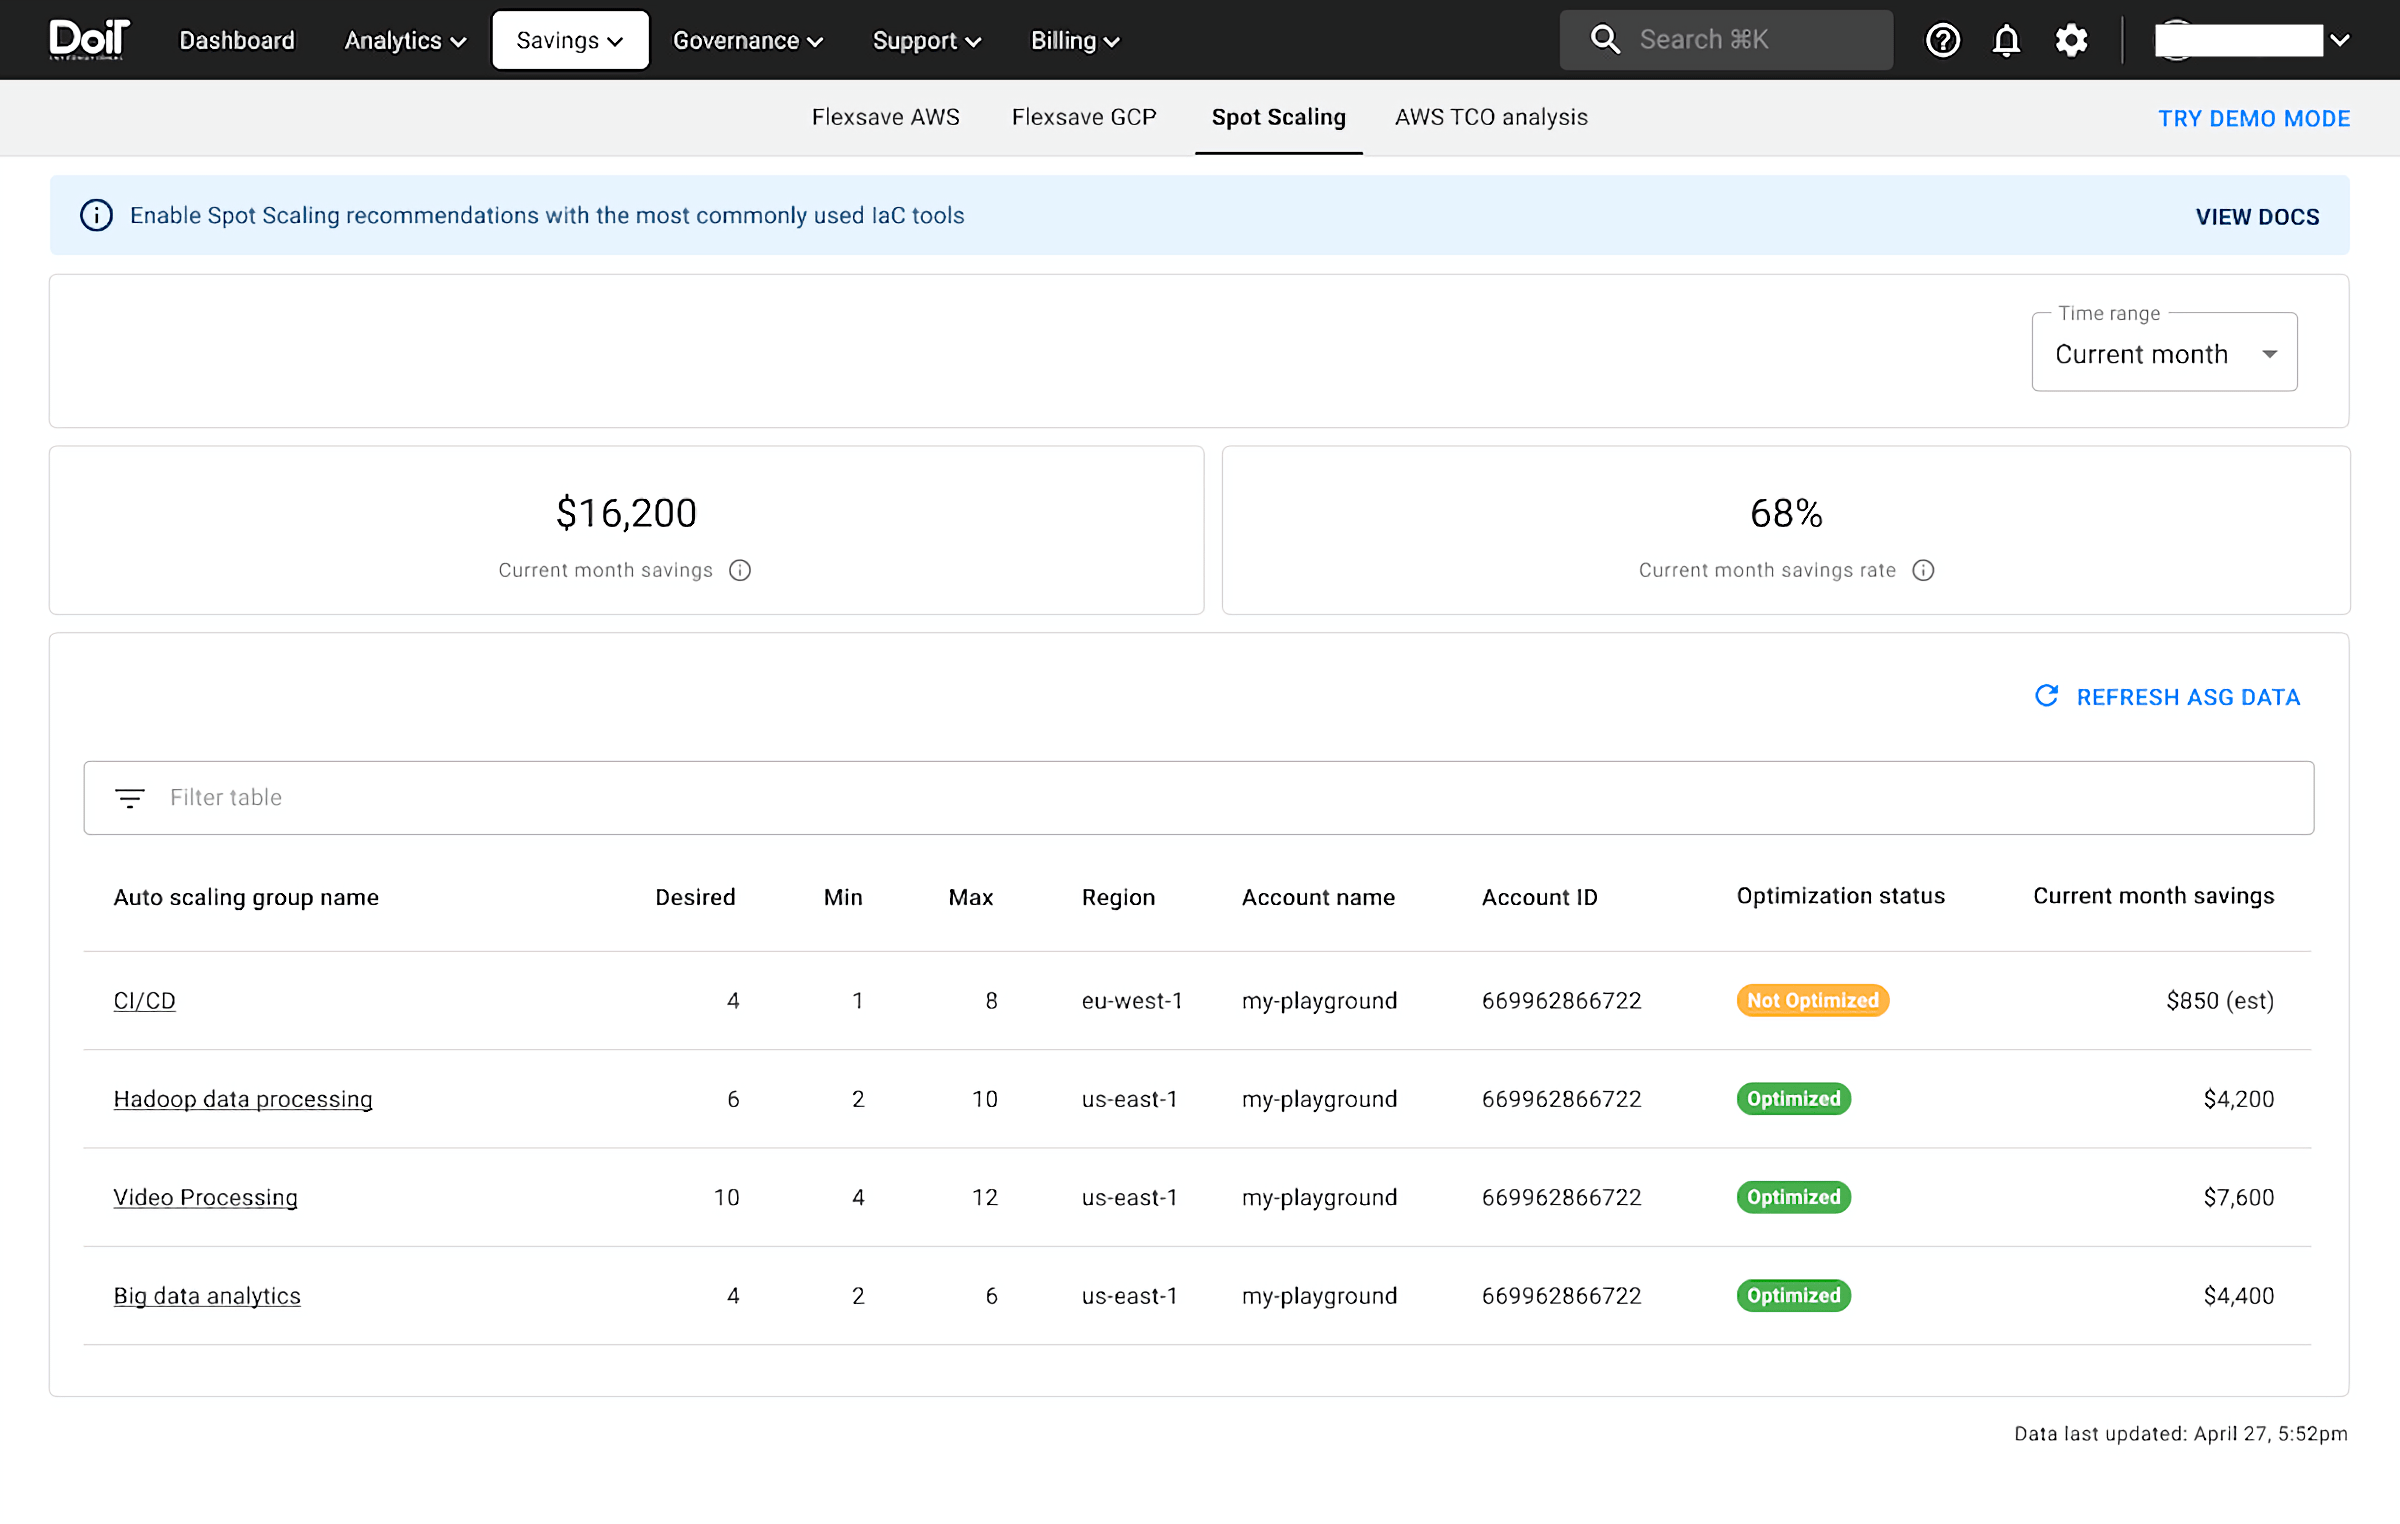 DoiT
Dashboard Analytics Savings Governance Support Billing Search ⌘K
Flexsave AWS Flexsave GCP Spot Scaling AWS TCO analysis TRY DEMO MODE
Enable Spot Scaling recommendations with the most commonly used IaC tools VIEW DOCS
Time range
Current month
$16,200 68%
Current month savings Current month savings rate
REFRESH ASG DATA
Filter table
Auto scaling group name Desired Min Max Region Account name Account ID Optimization status Current month savings
CI/CD 4 1 8 eu-west-1 my-playground 669962866722 Not Optimized $850 (est)
Hadoop data processing 6 2 10 us-east-1 my-playground 669962866722 Optimized $4,200
Video Processing 10 4 12 us-east-1 my-playground 669962866722 Optimized $7,600
Big data analytics 4 2 6 us-east-1 my-playground 669962866722 Optimized $4,400
Data last updated: April 27, 5:52pm